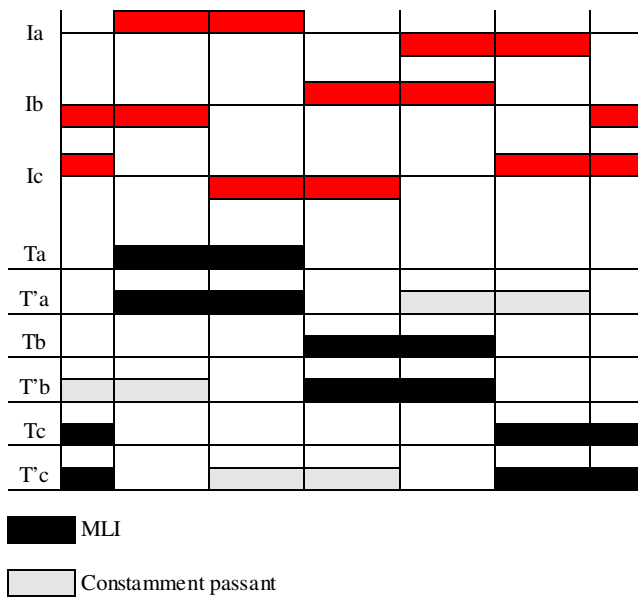 Ia
Ib
Ic
Ta
T’a
Tb
T’b
Tc
T’c
MLI
Constamment passant